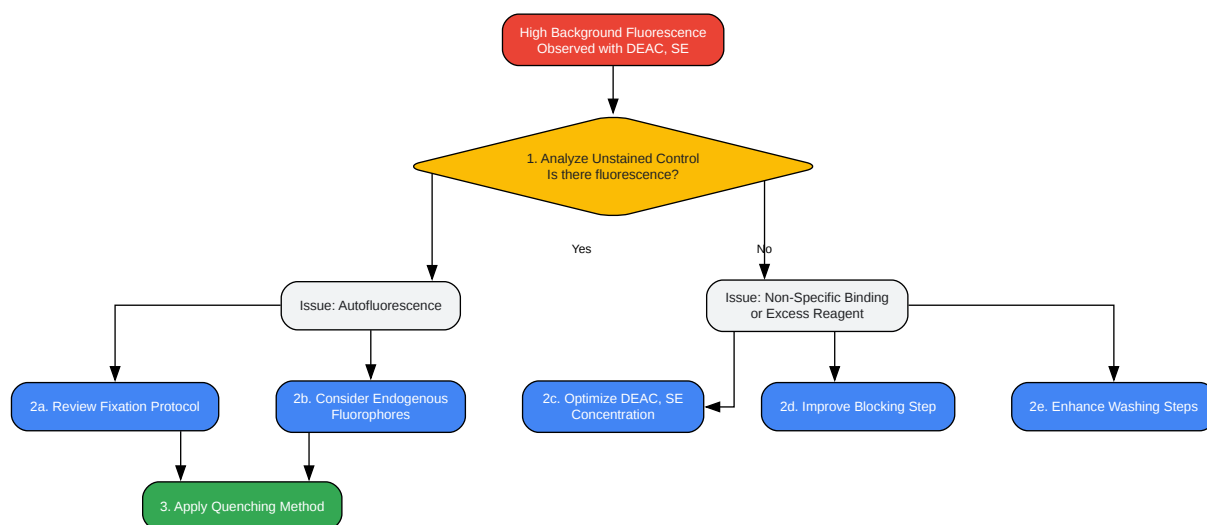 High Background Fluorescence
Observed with DEAC, SE
1. Analyze Unstained Control
Is there fluorescence?
Yes
No
Issue: Autofluorescence
Issue: Non-Specific Binding
or Excess Reagent
2a. Review Fixation Protocol
2b. Consider Endogenous
Fluorophores
2c. Optimize DEAC, SE
Concentration
2d. Improve Blocking Step
2e. Enhance Washing Steps
3. Apply Quenching Method